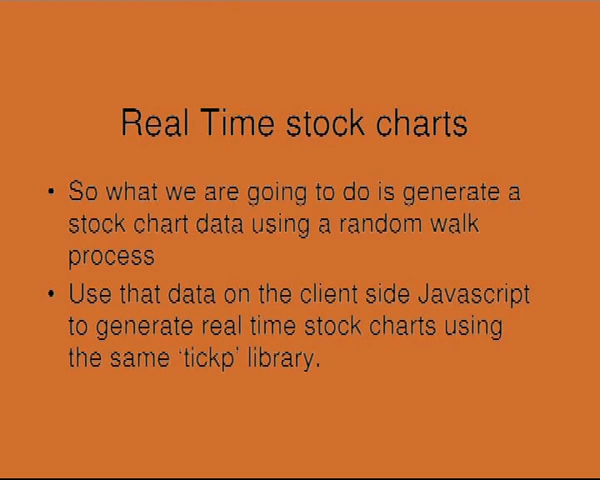 Real Time stock charts
• So what we are going to do is generate a
stock chart data using a random walk
process
• Use that data on the client side Javascript
to generate real time stock charts using
the same 'tickp' library.